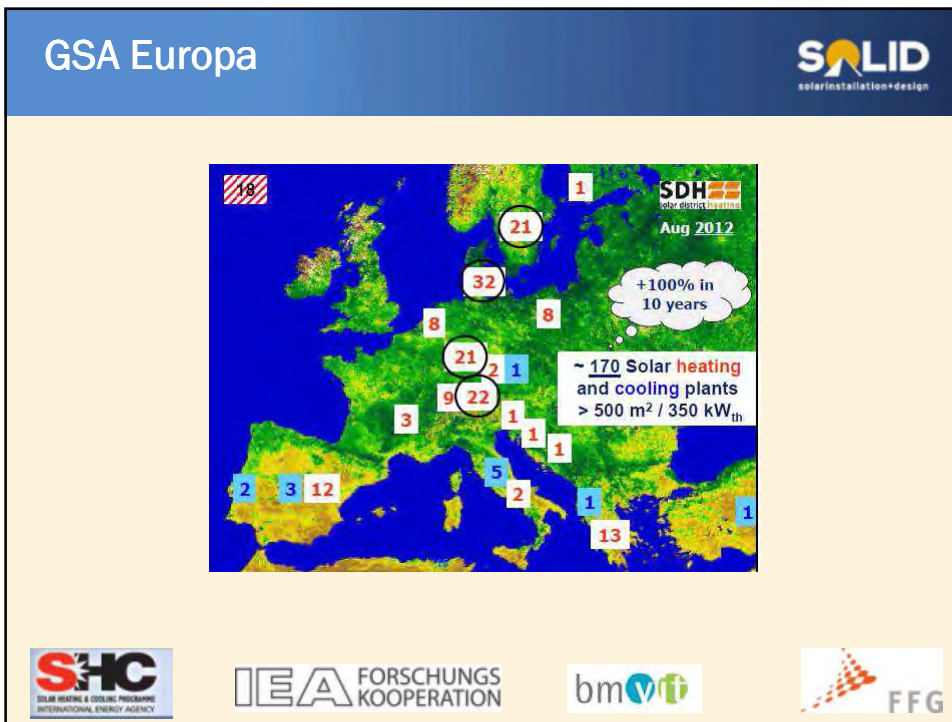 GSA Europa
SOLID
solarinstallation+design
18
1
SDH
solar district heating
Aug 2012
21
32
+100% in
10 years
8
8
21
2
1
~ 170 Solar heating
and cooling plants
> 500 m² / 350 kWth
9
22
3
1
1
1
5
2
3
12
2
1
1
13
SHC
SOLAR HEATING & COOLING PROGRAMME
INTERNATIONAL ENERGY AGENCY
IEA FORSCHUNGS
KOOPERATION
bmvit
FFG